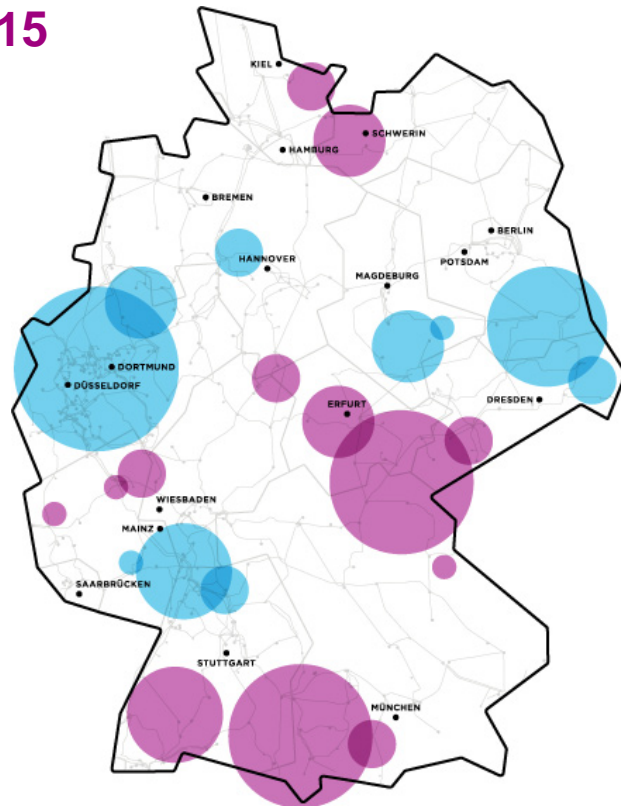 15
KIEL
SCHWERIN
HAMBURG
BREMEN
BERLIN
HANNOVER
POTSDAM
MAGDEBURG
DORTMUND
DÜSSELDORF
DRESDEN
ERFURT
WIESBADEN
MAINZ
SAARBRÜCKEN
STUTTGART
MÜNCHEN